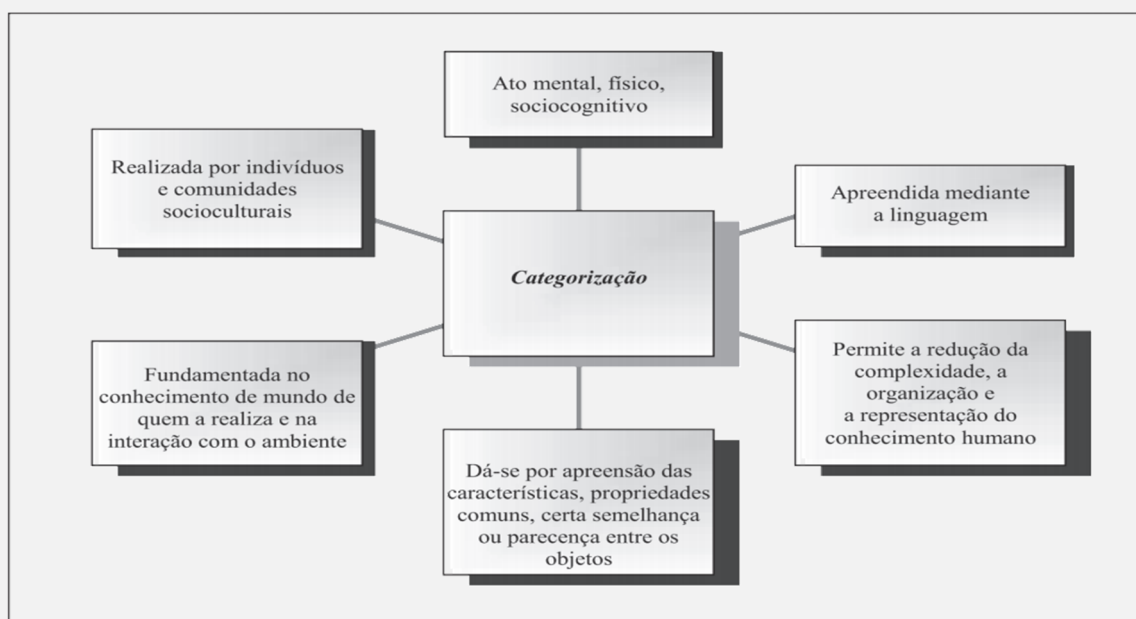 Ato mental, físico,
sociocognitivo
Realizada por indivíduos
e comunidades
socioculturais
Apreendida mediante
a linguagem
Categorização
Fundamentada no
conhecimento de mundo de
quem a realiza e na
interação com o ambiente
Permite a redução da
complexidade, a
organização e
a representação do
conhecimento humano
Dá-se por apreensão das
características, propriedades
comuns, certa semelhança
ou parecença entre os
objetos